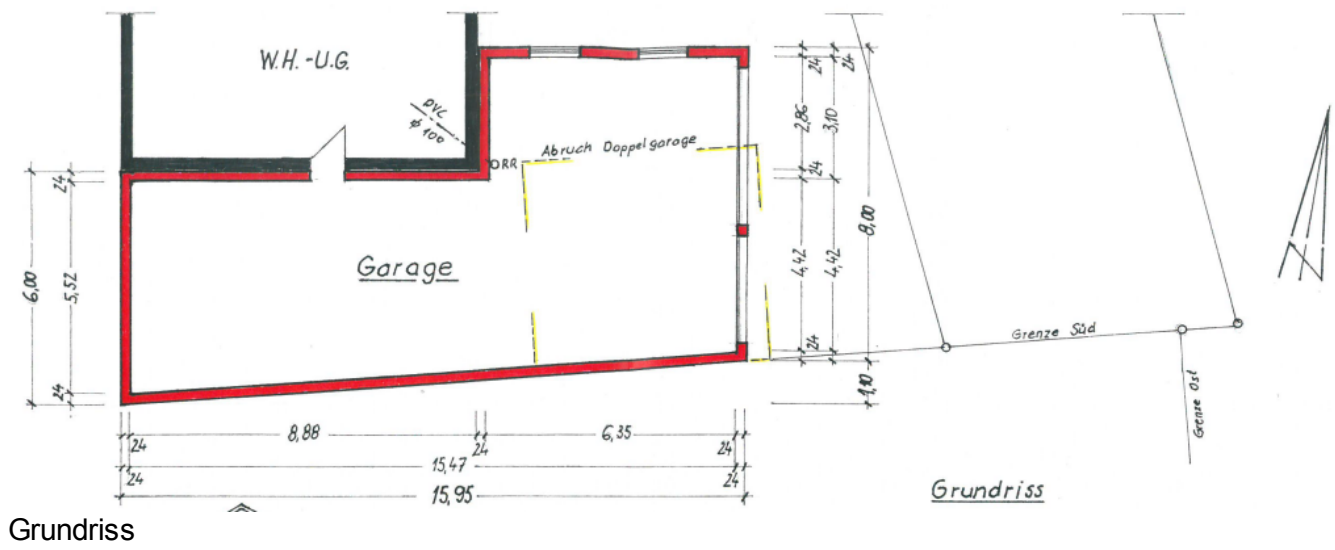 W.H.-U.G.
PVC
ϕ 100
ORR
Abruch Doppelgarage
24
2,86
24
4,42
24
24
3,10
4,42
8,00
1,10
24
6,00
5,52
24
Garage
Grenze Süd
Grenze Ost
8,88
6,35
24
24
24
15,47
24
24
15,95
Grundriss
Grundriss